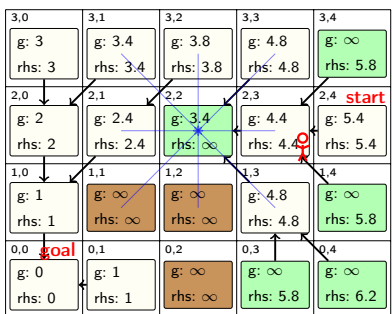 3,0 3,1 3,2 3,3 3,4
g: 3 g: 3.4 g: 3.8 g: 4.8 g: ∞
rhs: 3 rhs: 3.4 rhs: 3.8 rhs: 4.8 rhs: 5.8
2,0 2,1 2,2 2,3 2,4 start
g: 2 g: 2.4 g: 3.4 g: 4.4 g: 5.4
rhs: 2 rhs: 2.4 rhs: ∞ rhs: 4.4 rhs: 5.4
1,0 1,1 1,2 1,3 1,4
g: 1 g: ∞ g: ∞ g: 4.8 g: ∞
rhs: 1 rhs: ∞ rhs: ∞ rhs: 4.8 rhs: 5.8
0,0 goal 0,1 0,2 0,3 0,4
g: 0 g: 1 g: ∞ g: ∞ g: ∞
rhs: 0 rhs: 1 rhs: ∞ rhs: 5.8 rhs: 6.2